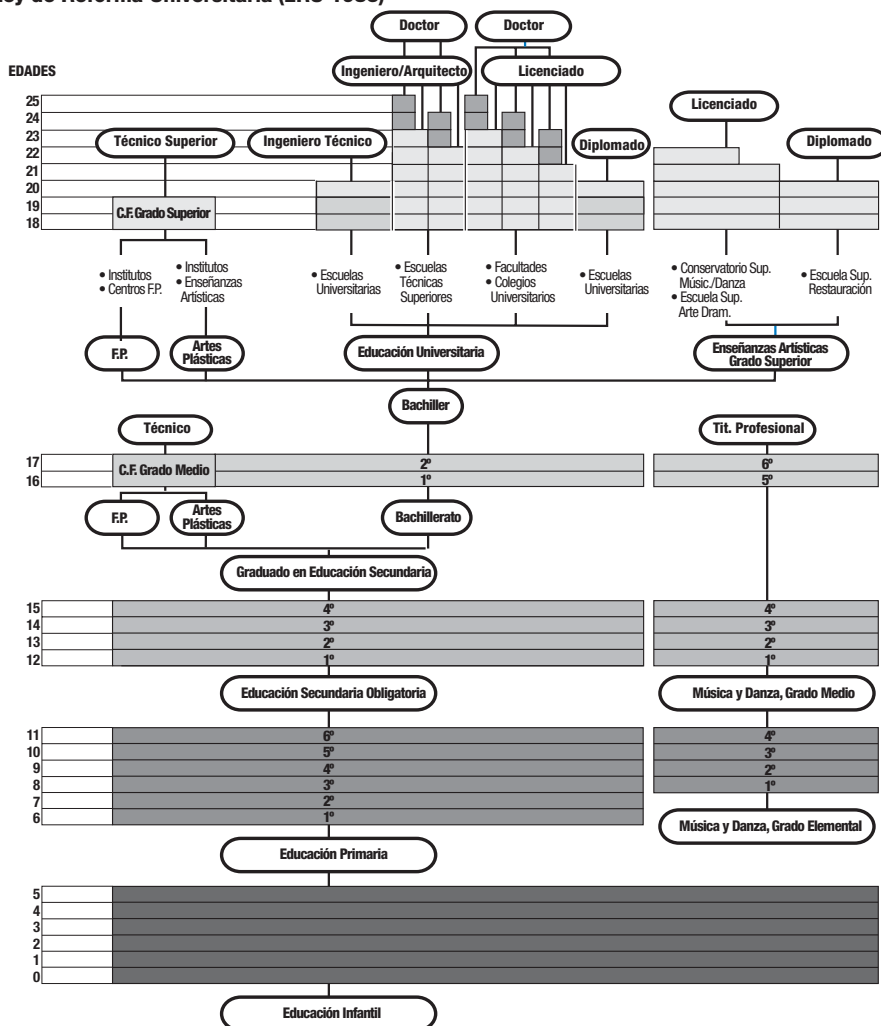 de Reforma Universitaria
Doctor
Doctor
EDADES
Ingeniero/Arquitecto
Licenciado
25
24
23
22
21
20
19
18
Licenciado
Técnico Superior
Ingeniero Técnico
Diplomado
Diplomado
C.F. Grado Superior
• Institutos
• Centros F.P.
• Institutos
• Enseñanzas
Artísticas
• Escuelas
Universitarias
• Escuelas
Técnicas
Superiores
• Facultades
• Colegios
Universitarios
• Escuelas
Universitarias
• Conservatorio Sup.
Músic./Danza
• Escuela Sup.
Arte Dram.
• Escuela Sup.
Restauración
F.P.
Artes
Plásticas
Educación Universitaria
Enseñanzas Artísticas
Grado Superior
Bachiller
Técnico
Tit. Profesional
17
16
C.F. Grado Medio
2º
1º
6º
5º
F.P.
Artes
Plásticas
Bachillerato
Graduado en Educación Secundaria
15 4º 4º
14 3º 3º
13 2º 2º
12 1º 1º
Educación Secundaria Obligatoria
Música y Danza, Grado Medio
11 6º 4º
10 5º 3º
9 4º 2º
8 3º 1º
7 2º
6 1º
Música y Danza, Grado Elemental
Educación Primaria
5
4
3
2
1
0
Educación Infantil